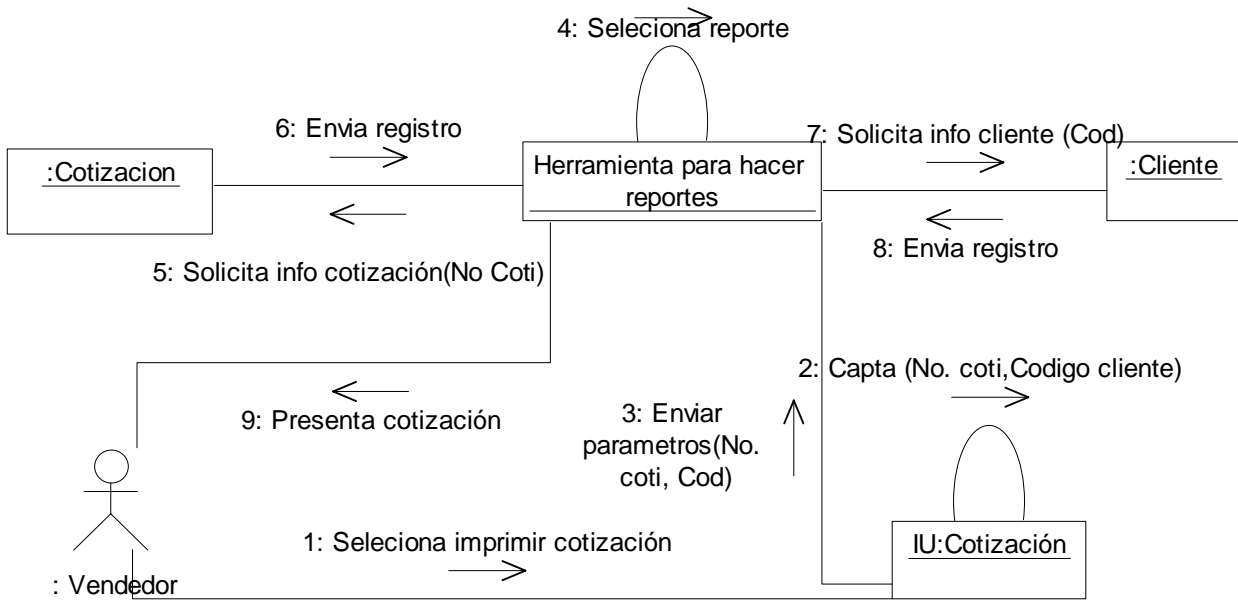 4: Seleciona reporte
6: Envia registro
7: Solicita info cliente (Cod)
:Cotizacion
Herramienta para hacer
reportes
:Cliente
8: Envia registro
5: Solicita info cotización(No Coti)
2: Capta (No. coti,Codigo cliente)
9: Presenta cotización
3: Enviar
parametros(No.
coti, Cod)
1: Seleciona imprimir cotización
IU:Cotización
: Vendedor